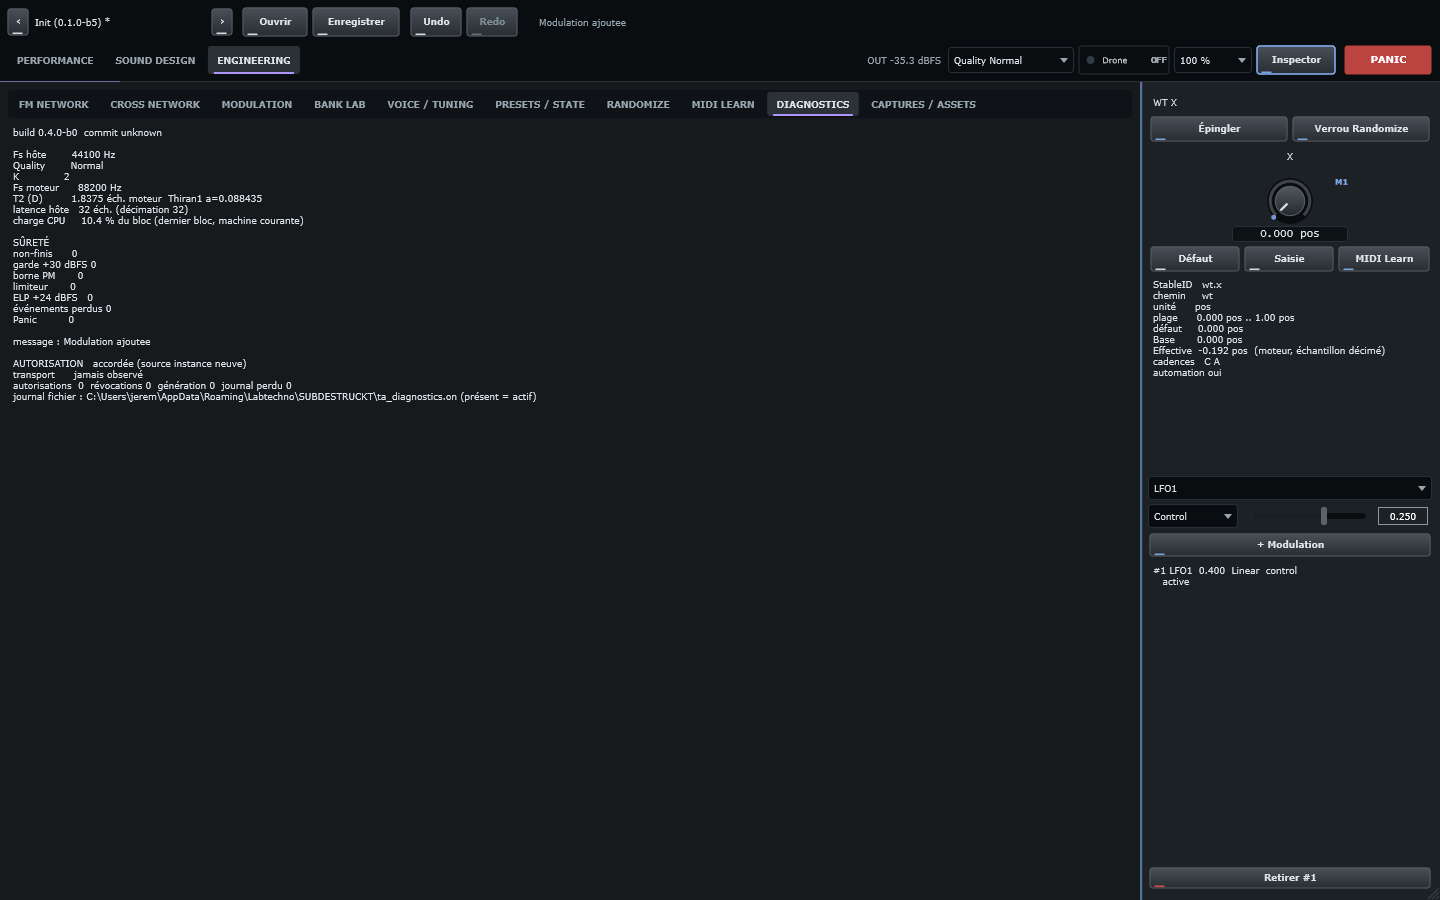 ‹ Init (0.1.0-b5) * › Ouvrir Enregistrer Undo Redo Modulation ajoutee
PERFORMANCE SOUND DESIGN ENGINEERING OUT -35.3 dBFS Quality Normal Drone OFF 100 % Inspector PANIC
FM NETWORK CROSS NETWORK MODULATION BANK LAB VOICE / TUNING PRESETS / STATE RANDOMIZE MIDI LEARN DIAGNOSTICS CAPTURES / ASSETS
build 0.4.0-b0 commit unknown
Fs hôte 44100 Hz
Quality Normal
K 2
Fs moteur 88200 Hz
T2 (D) 1.8375 éch. moteur Thiran1 a=0.088435
latence hôte 32 éch. (décimation 32)
charge CPU 10.4 % du bloc (dernier bloc, machine courante)
SÛRETÉ
non-finis 0
garde +30 dBFS 0
borne PM 0
limiteur 0
ELP +24 dBFS 0
événements perdus 0
Panic 0
message : Modulation ajoutee
AUTORISATION accordée (source instance neuve)
transport jamais observé
autorisations 0 révocations 0 génération 0 journal perdu 0
journal fichier : C:\Users\jerem\AppData\Roaming\Labtechno\SUBDESTRUCKT\ta_diagnostics.on (présent = actif)
WT X
Épingler Verrou Randomize
X
M1
0.000 pos
Défaut Saisie MIDI Learn
StableID wt.x
chemin wt
unité pos
plage 0.000 pos .. 1.00 pos
défaut 0.000 pos
Base 0.000 pos
Effective -0.192 pos (moteur, échantillon décimé)
cadences C A
automation oui
LFO1
Control 0.250
+ Modulation
#1 LFO1 0.400 Linear control
active
Retirer #1